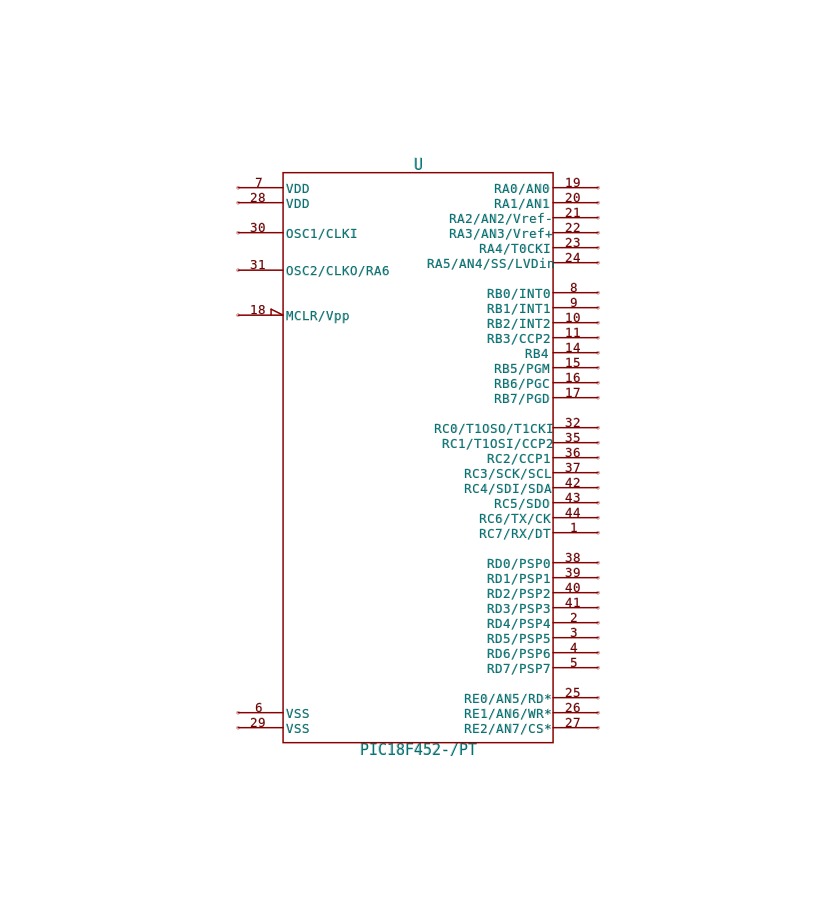 U
7 VDD RA0/AN0 19
28 VDD RA1/AN1 20
RA2/AN2/Vref- 21
30 OSC1/CLKI RA3/AN3/Vref+ 22
RA4/T0CKI 23
31 OSC2/CLKO/RA6 RA5/AN4/SS/LVDin 24
RB0/INT0 8
18 MCLR/Vpp RB1/INT1 9
RB2/INT2 10
RB3/CCP2 11
RB4 14
RB5/PGM 15
RB6/PGC 16
RB7/PGD 17
RC0/T1OSO/T1CKI 32
RC1/T1OSI/CCP2 35
RC2/CCP1 36
RC3/SCK/SCL 37
RC4/SDI/SDA 42
RC5/SDO 43
RC6/TX/CK 44
RC7/RX/DT 1
RD0/PSP0 38
RD1/PSP1 39
RD2/PSP2 40
RD3/PSP3 41
RD4/PSP4 2
RD5/PSP5 3
RD6/PSP6 4
RD7/PSP7 5
RE0/AN5/RD* 25
6 VSS RE1/AN6/WR* 26
29 VSS RE2/AN7/CS* 27
PIC18F452-/PT